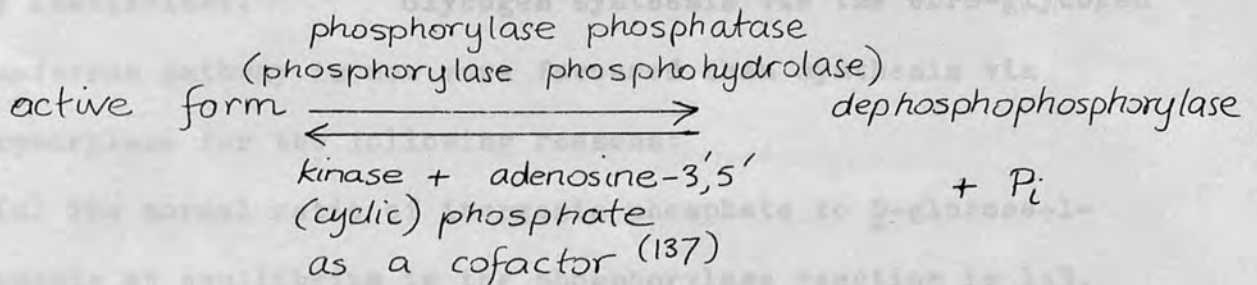 phosphorylase phosphatase
(phosphorylase phosphohydrolase)
active form dephosphophosphorylase
kinase + adenosine-3',5' + Pi
(cyclic) phosphate
as a cofactor (137)